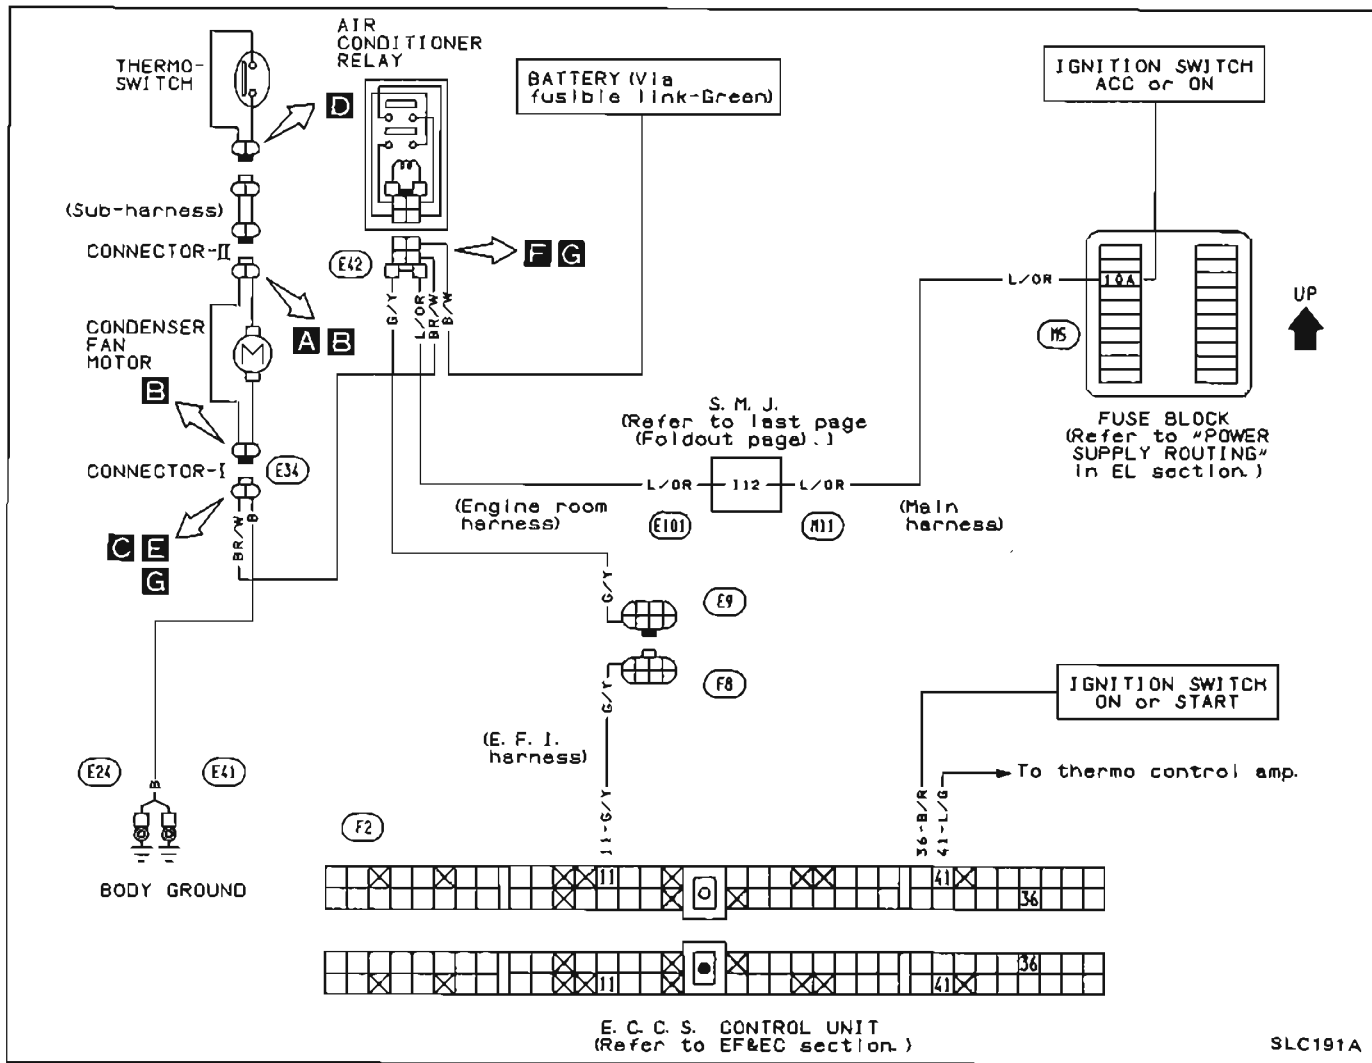 AIR
CONDITIONER
RELAY
THERMO-
SWITCH
D
BATTERY (Via
fusible link-Green)
IGNITION SWITCH
ACC or ON
(Sub-harness)
CONNECTOR-II
E42
F G
G/Y
L/OR
BR/W
B/W
L/OR
10A
UP
M5
A B
CONDENSER
FAN
MOTOR
M
B
S. M. J.
(Refer to last page
(Foldout page).)
FUSE BLOCK
(Refer to "POWER
SUPPLY ROUTING"
in EL section.)
CONNECTOR-I
E34
L/OR
112
L/OR
(Engine room
harness)
E101
M11
(Main
harness)
C E
G
BR/W
B
G/Y
E9
F8
G/Y
IGNITION SWITCH
ON or START
(E. F. I.
harness)
To thermo control amp.
E24
E41
B
11-G/Y
36-B/R
41-L/G
F2
BODY GROUND
11
41
36
36
11
41
E. C. C. S. CONTROL UNIT
(Refer to EF&EC section.)
SLC191A